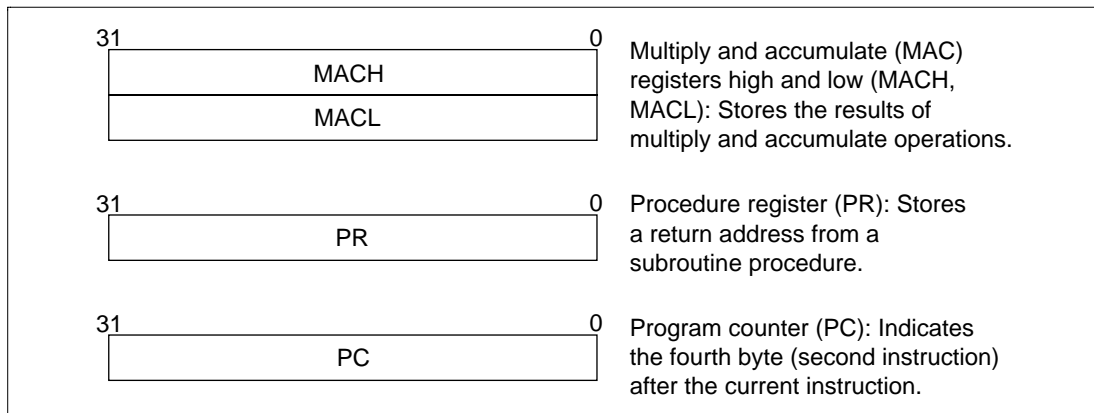 31 0
MACH
MACL
Multiply and accumulate (MAC)
registers high and low (MACH,
MACL): Stores the results of
multiply and accumulate operations.
31 0
PR
Procedure register (PR): Stores
a return address from a
subroutine procedure.
31 0
PC
Program counter (PC): Indicates
the fourth byte (second instruction)
after the current instruction.